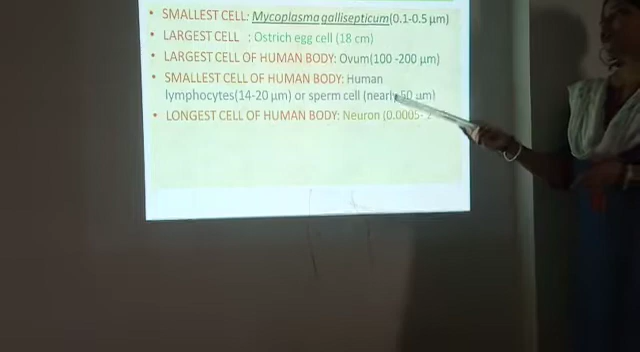 • SMALLEST CELL: Mycoplasma gallisepticum(0.1-0.5 µm)
• LARGEST CELL : Ostrich egg cell (18 cm)
• LARGEST CELL OF HUMAN BODY: Ovum(100 -200 µm)
• SMALLEST CELL OF HUMAN BODY: Human
lymphocytes(14-20 µm) or sperm cell (nearly 50 µm)
• LONGEST CELL OF HUMAN BODY: Neuron (0.0005-